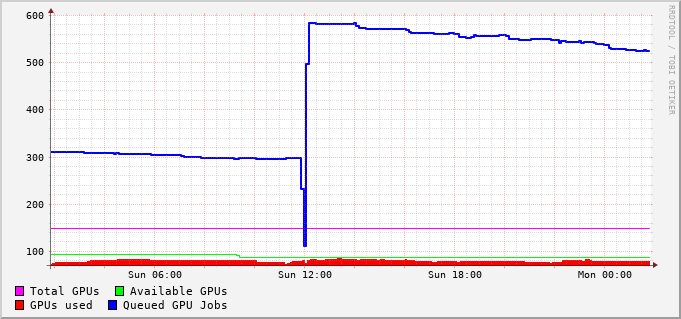 600
500
400
300
200
100
Sun 06:00 Sun 12:00 Sun 18:00 Mon 00:00
Total GPUs Available GPUs
GPUs used Queued GPU Jobs
RRDTOOL / TOBI OETIKER